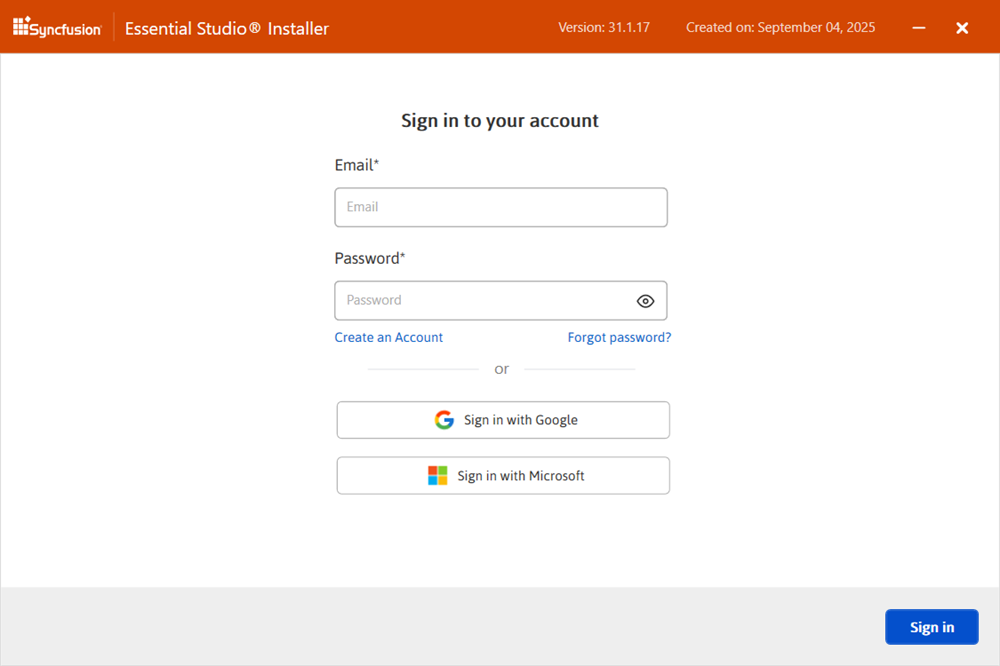 Syncfusion Essential Studio® Installer Version: 31.1.17 Created on: September 04, 2025
Sign in to your account
Email*
Email
Password*
Password
Create an Account Forgot password?
or
Sign in with Google
Sign in with Microsoft
Sign in